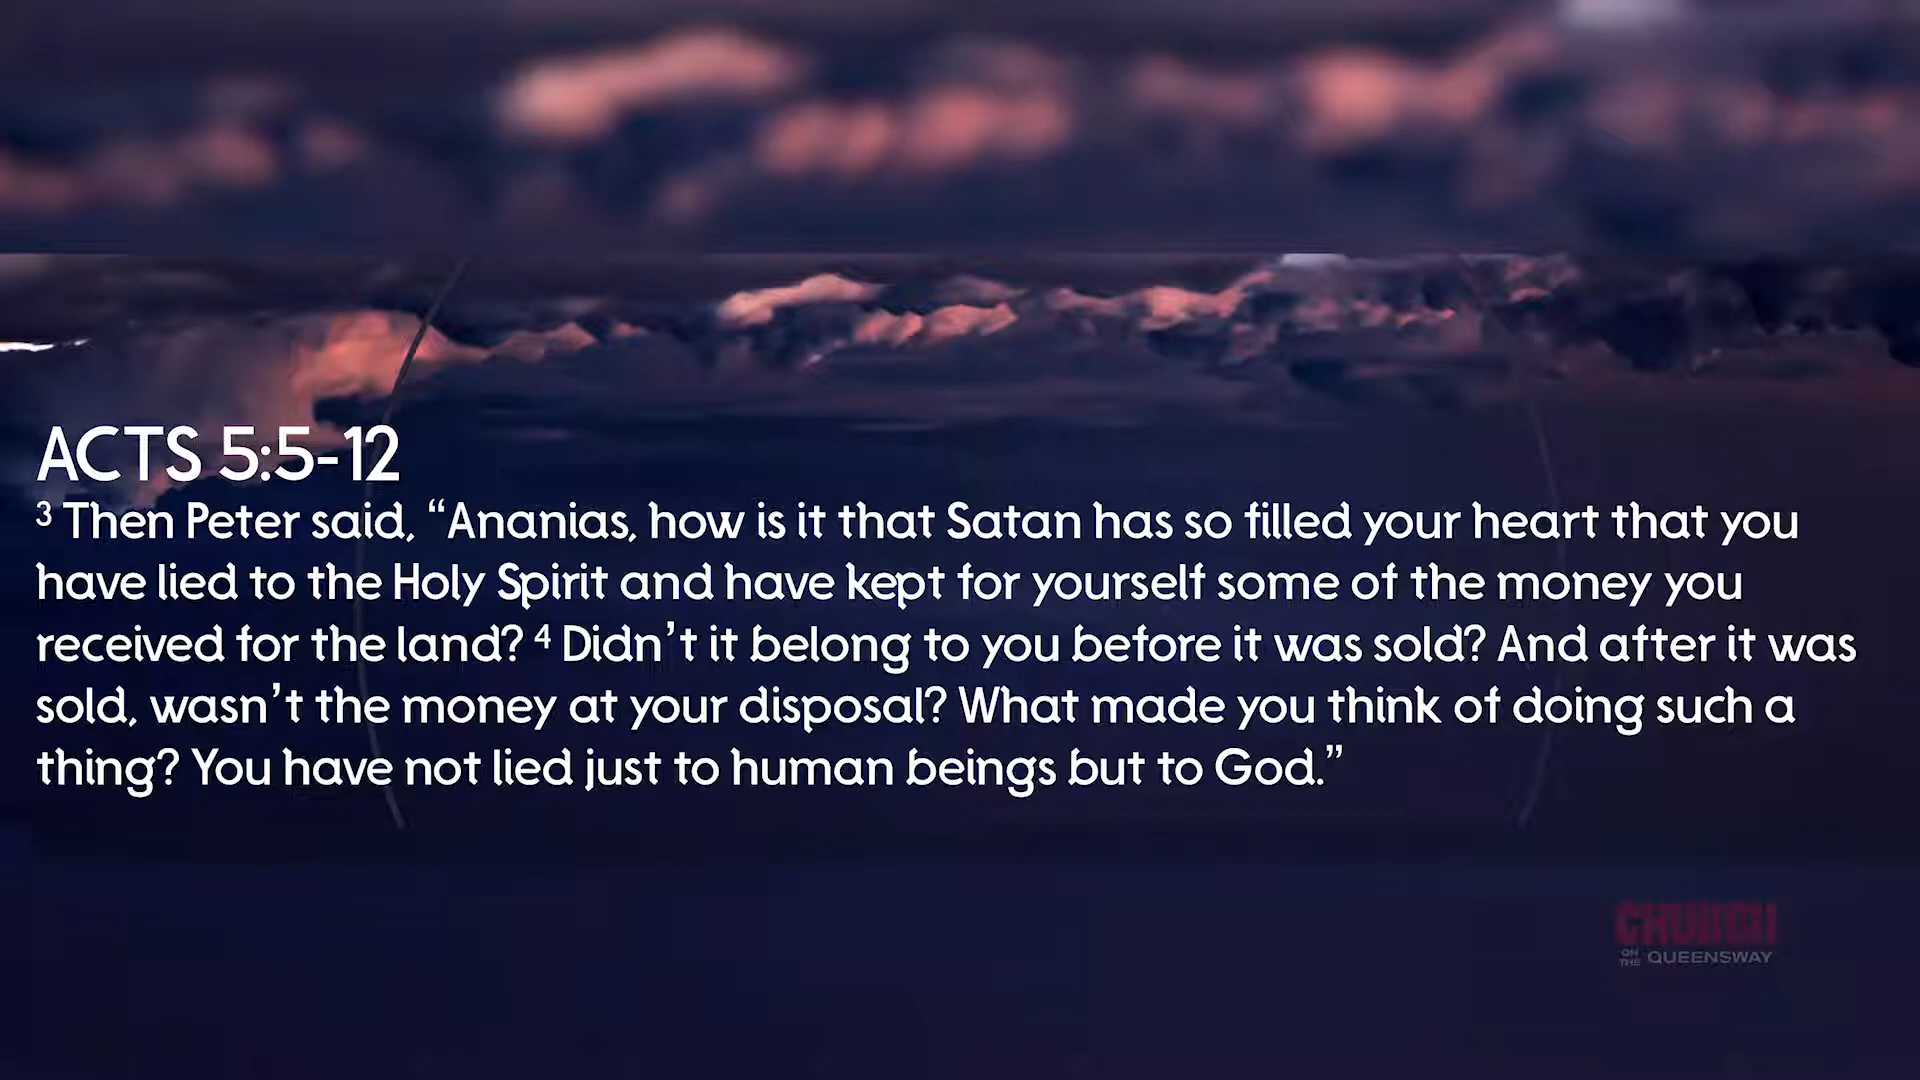 ACTS 5:5-12
³ Then Peter said, “Ananias, how is it that Satan has so filled your heart that you
have lied to the Holy Spirit and have kept for yourself some of the money you
received for the land? ⁴ Didn’t it belong to you before it was sold? And after it was
sold, wasn’t the money at your disposal? What made you think of doing such a
thing? You have not lied just to human beings but to God.”
CHURCH
ON THE QUEENSWAY